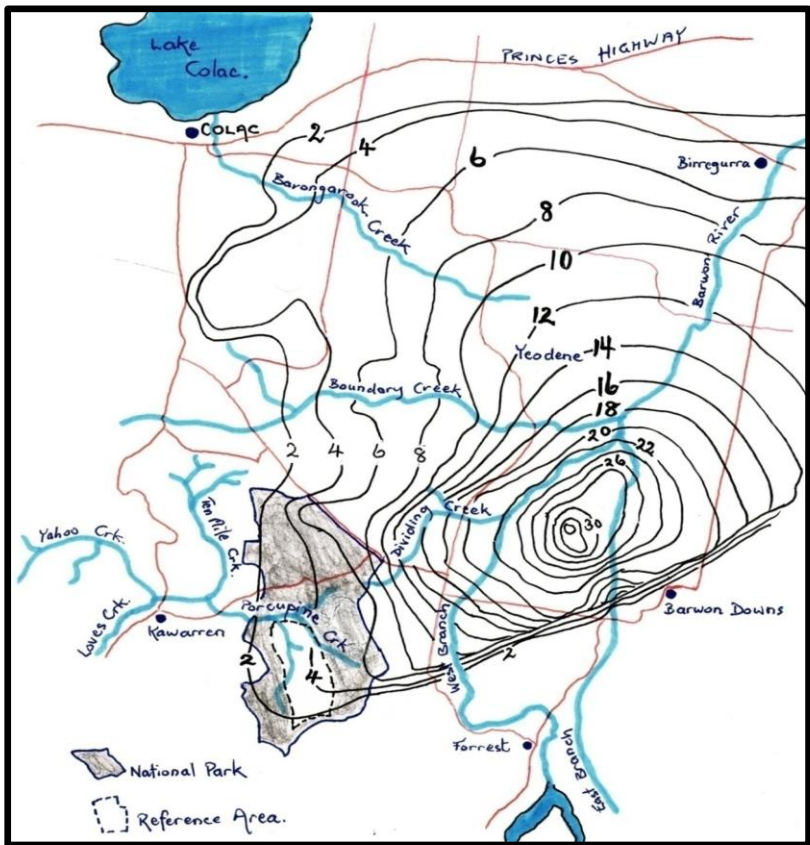 Lake
Colac.
PRINCES HIGHWAY
COLAC
2
4
6
Birregurra
Barongarook
Creek
8
Barwon River
10
12
Yeodene
14
Boundary Creek
16
18
20
22
2
4
6
8
26
Ten Mile Crk.
Dividing
Creek
30
Yahoo Crk.
Loves Crk.
Kawarren
Porcupine
Crk
Barwon Downs
2
4
West Branch
2
Forrest
East Branch
National Park
Reference Area.